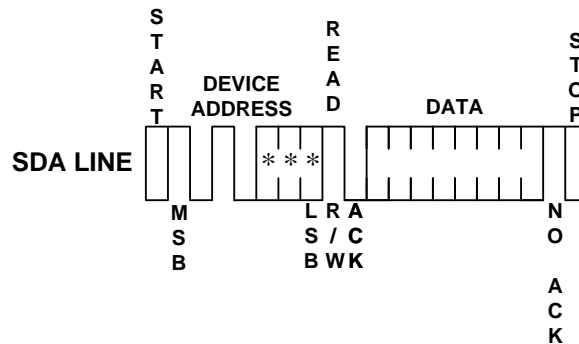 START
READ
STOP
DEVICE
ADDRESS
DATA
SDA LINE
* * *
MSB
LSB
R/W
ACK
NO ACK